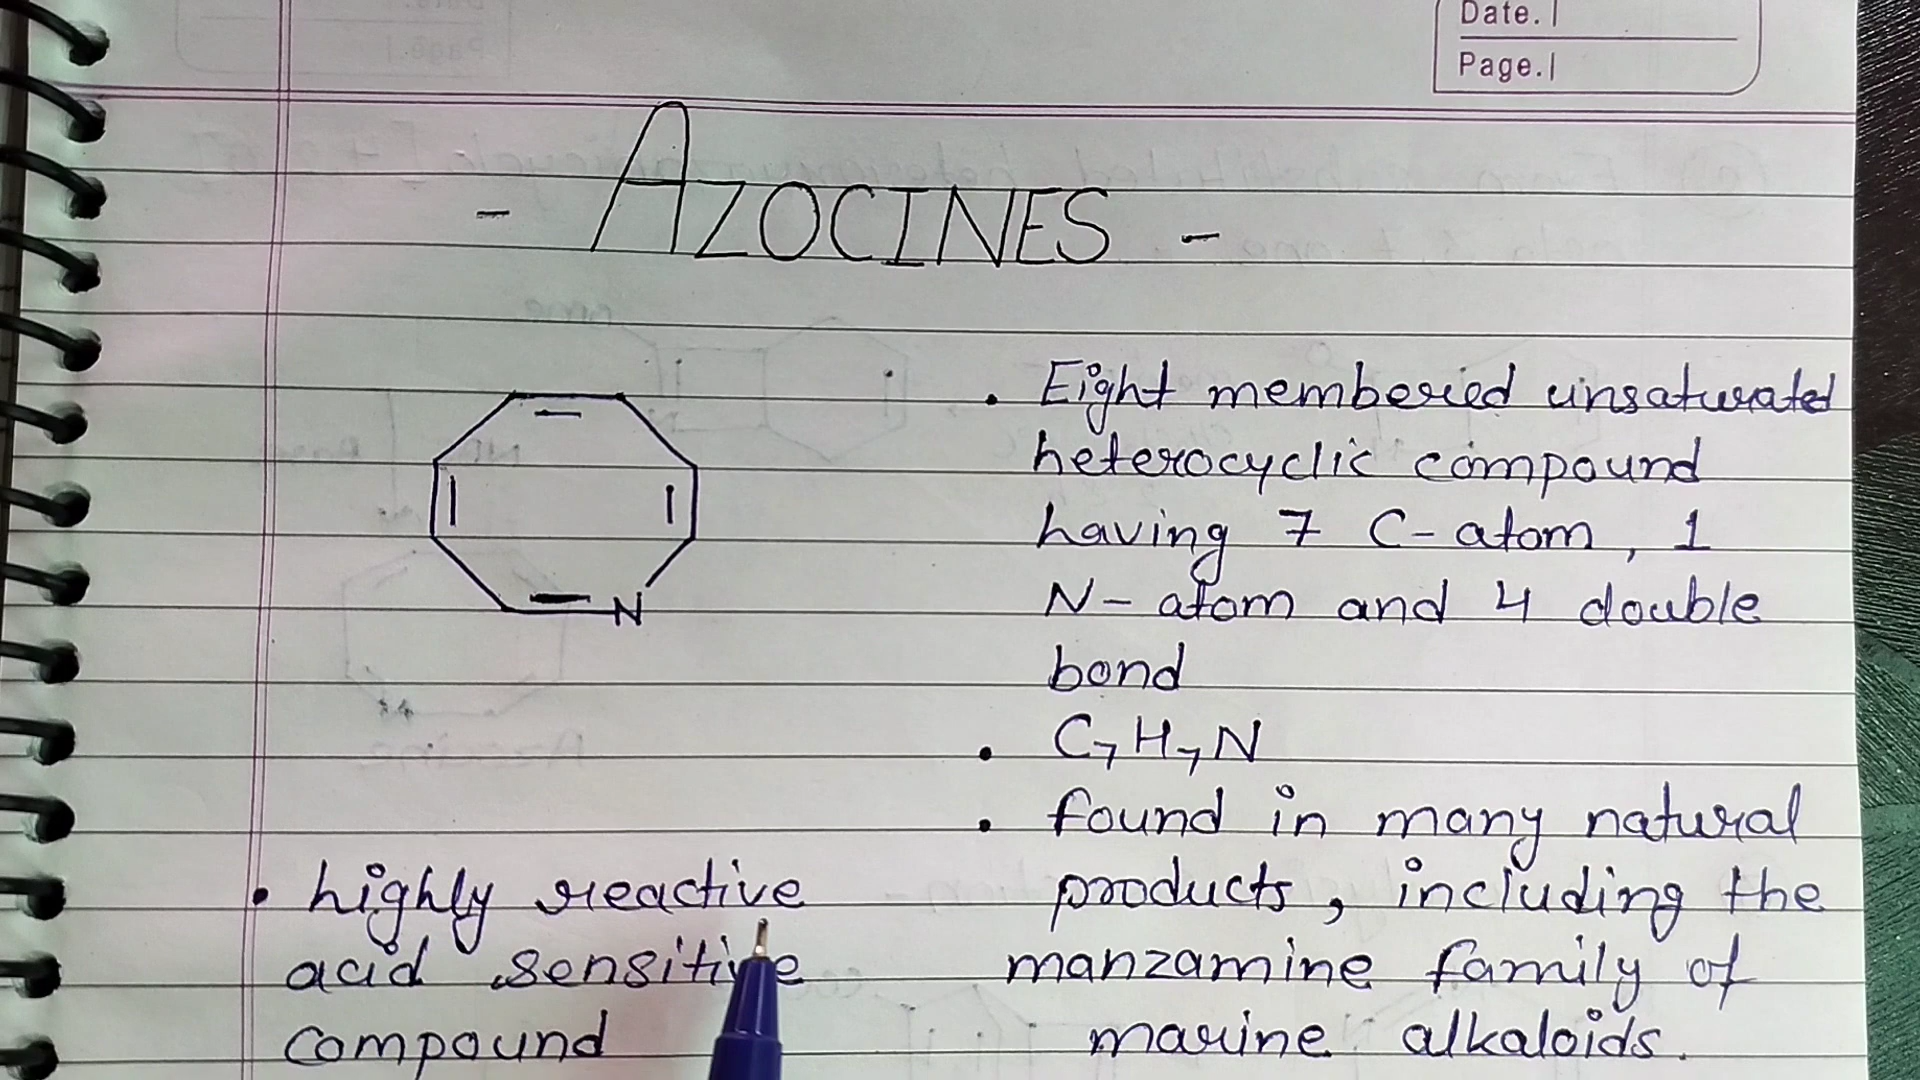 Date.
Page.
- AZOCINES -
N
• Eight membered unsaturated
heterocyclic compound
having 7 C-atom, 1
N-atom and 4 double
bond
• C₇H₇N
• found in many natural
products, including the
manzamine family of
marine alkaloids.
• highly reactive
acid sensitive
compound